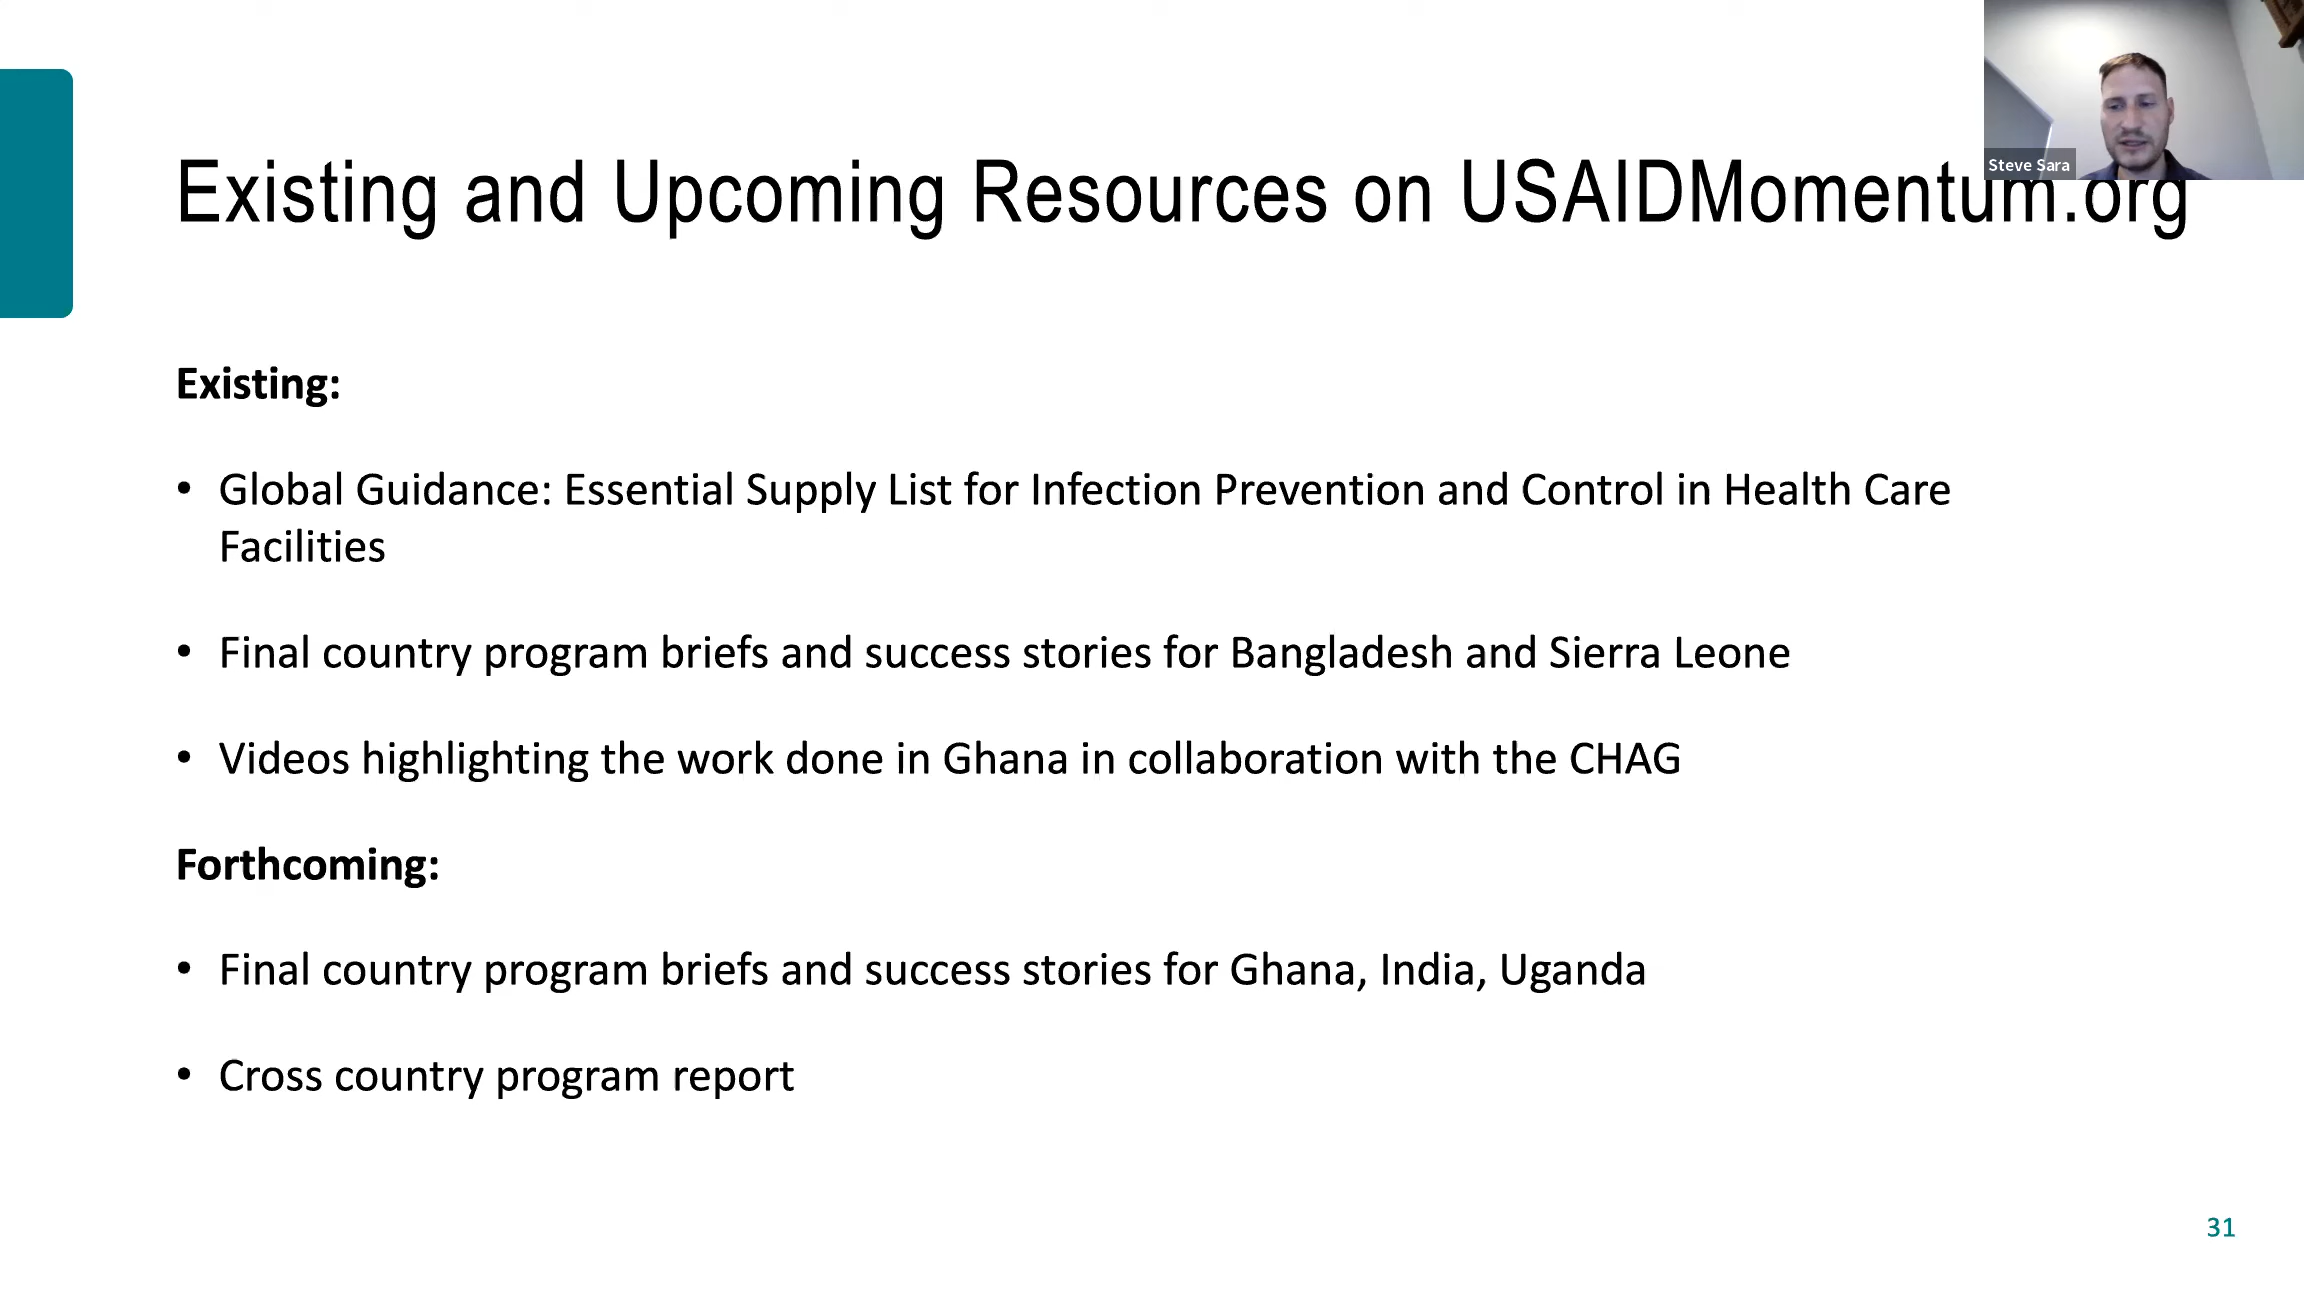 Steve Sara
Existing and Upcoming Resources on USAIDMomentum.org
Existing:
• Global Guidance: Essential Supply List for Infection Prevention and Control in Health Care
Facilities
• Final country program briefs and success stories for Bangladesh and Sierra Leone
• Videos highlighting the work done in Ghana in collaboration with the CHAG
Forthcoming:
• Final country program briefs and success stories for Ghana, India, Uganda
• Cross country program report
31